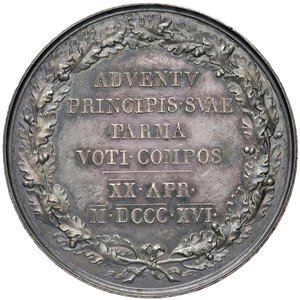 ADVENTV
PRINCIPIS SVAE
PARMA
VOTI·COMPOS
XX·APR·
M·DCCC·XVI·